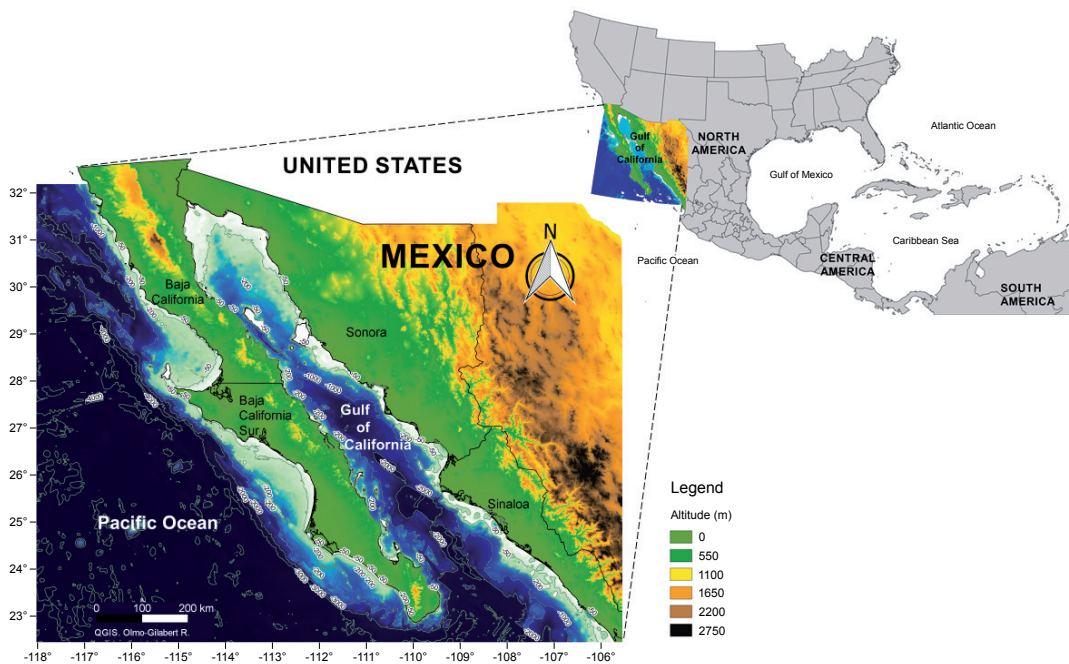 UNITED STATES
MEXICO
N
Baja
California
Sonora
Baja
California
Sur
Gulf
of
California
Sinaloa
Pacific Ocean
0 100 200 km
QGIS. Olmo Gilabert R.
32°
31°
30°
29°
28°
27°
26°
25°
24°
23°
-118° -117° -116° -115° -114° -113° -112° -111° -110° -109° -108° -107° -106°
NORTH
AMERICA
Gulf
of
California
Atlantic Ocean
Gulf of Mexico
Caribbean Sea
Pacific Ocean
CENTRAL
AMERICA
SOUTH
AMERICA
Legend
Altitude (m)
0
550
1100
1650
2200
2750